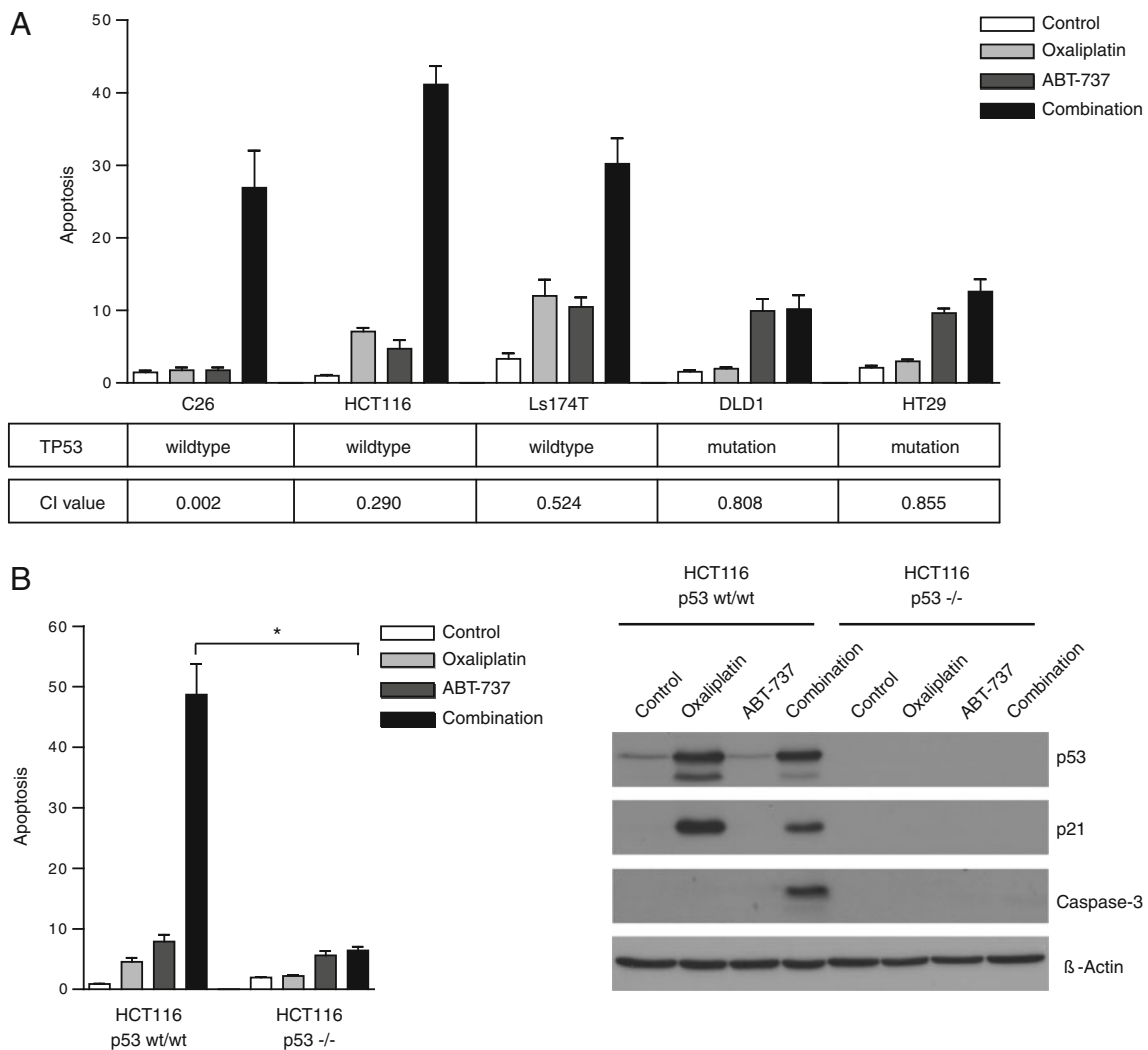 A
50
40
30
20
10
0
Apoptosis
Control
Oxaliplatin
ABT-737
Combination
C26 HCT116 Ls174T DLD1 HT29
TP53 wildtype wildtype wildtype mutation mutation
CI value 0.002 0.290 0.524 0.808 0.855
B
60
50
40
30
20
10
0
Apoptosis
*
Control
Oxaliplatin
ABT-737
Combination
HCT116 HCT116
p53 wt/wt p53 -/-
HCT116 HCT116
p53 wt/wt p53 -/-
Control Oxaliplatin ABT-737 Combination Control Oxaliplatin ABT-737 Combination
p53
p21
Caspase-3
ß-Actin